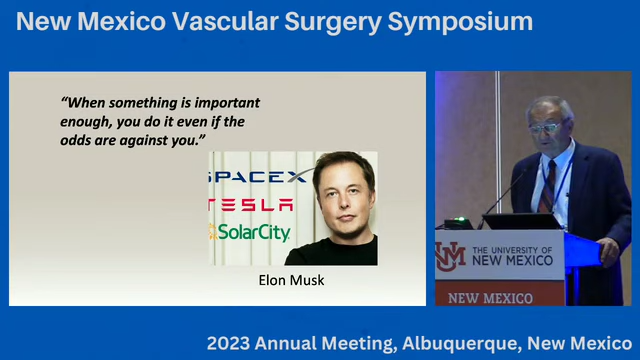 New Mexico Vascular Surgery Symposium
“When something is important
enough, you do it even if the
odds are against you.”
SPACEX
TESLA
SolarCity
Elon Musk
UNM
THE UNIVERSITY OF
NEW MEXICO
NEW MEXICO
2023 Annual Meeting, Albuquerque, New Mexico